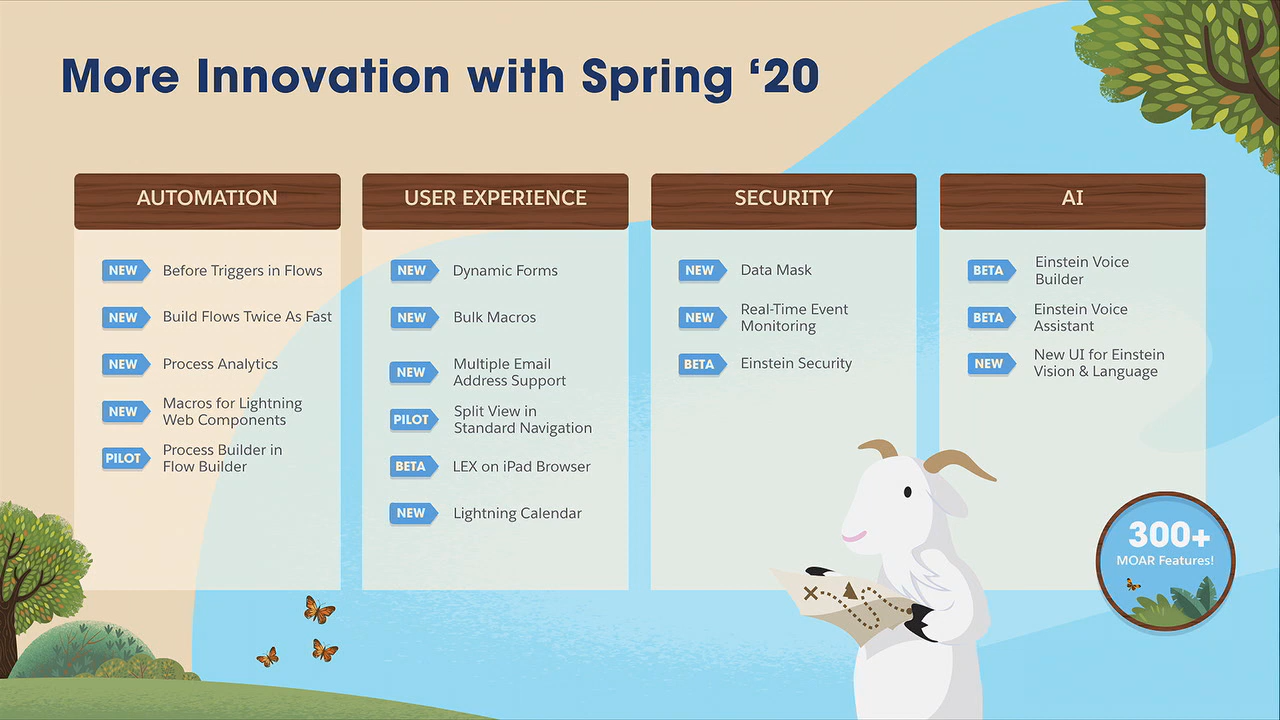 More Innovation with Spring ‘20
AUTOMATION
NEW Before Triggers in Flows
NEW Build Flows Twice As Fast
NEW Process Analytics
NEW Macros for Lightning
Web Components
PILOT Process Builder in
Flow Builder
USER EXPERIENCE
NEW Dynamic Forms
NEW Bulk Macros
NEW Multiple Email
Address Support
PILOT Split View in
Standard Navigation
BETA LEX on iPad Browser
NEW Lightning Calendar
SECURITY
NEW Data Mask
NEW Real-Time Event
Monitoring
BETA Einstein Security
AI
BETA Einstein Voice
Builder
BETA Einstein Voice
Assistant
NEW New UI for Einstein
Vision & Language
300+
MOAR Features!